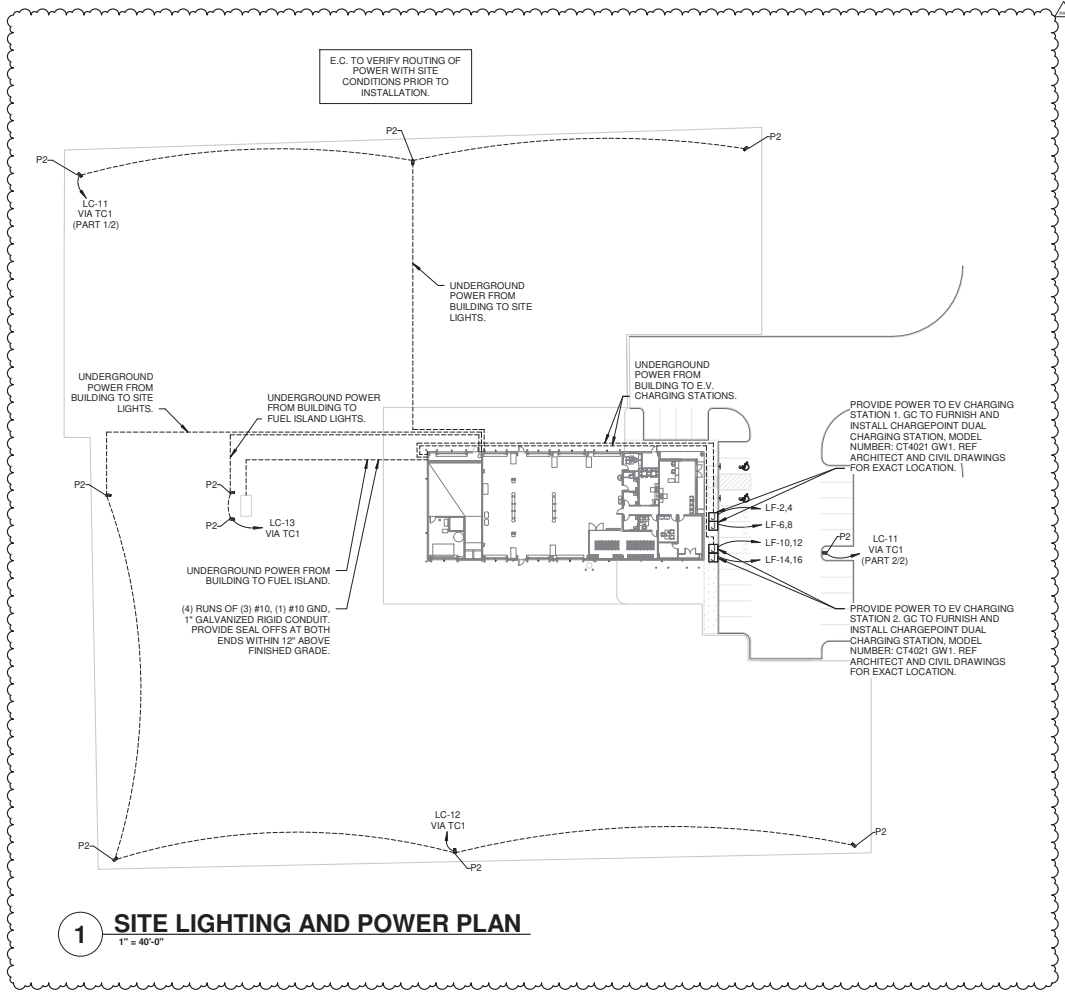 E.C. TO VERIFY ROUTING OF
POWER WITH SITE
CONDITIONS PRIOR TO
INSTALLATION.
P2
P2
P2
LC-11
VIA TC1
(PART 1/2)
UNDERGROUND
POWER FROM
BUILDING TO SITE
LIGHTS.
UNDERGROUND
POWER FROM
BUILDING TO SITE
LIGHTS.
UNDERGROUND POWER
FROM BUILDING TO
FUEL ISLAND LIGHTS.
UNDERGROUND
POWER FROM
BUILDING TO E.V.
CHARGING STATIONS.
PROVIDE POWER TO EV CHARGING
STATION 1. GC TO FURNISH AND
INSTALL CHARGEPOINT DUAL
CHARGING STATION, MODEL
NUMBER: CT4021 GW1. REF
ARCHITECT AND CIVIL DRAWINGS
FOR EXACT LOCATION.
P2
P2
P2
LC-13
VIA TC1
LF-2,4
LF-6,8
LF-10,12
LF-14,16
P2
LC-11
VIA TC1
(PART 2/2)
UNDERGROUND POWER FROM
BUILDING TO FUEL ISLAND.
(4) RUNS OF (3) #10, (1) #10 GND,
1" GALVANIZED RIGID CONDUIT.
PROVIDE SEAL OFFS AT BOTH
ENDS WITHIN 12" ABOVE
FINISHED GRADE.
PROVIDE POWER TO EV CHARGING
STATION 2. GC TO FURNISH AND
INSTALL CHARGEPOINT DUAL
CHARGING STATION, MODEL
NUMBER: CT4021 GW1. REF
ARCHITECT AND CIVIL DRAWINGS
FOR EXACT LOCATION.
LC-12
VIA TC1
P2
P2
P2
1
SITE LIGHTING AND POWER PLAN
1" = 40'-0"